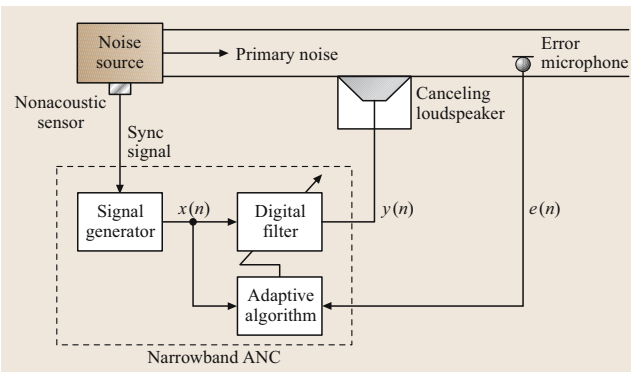 Noise
source
Primary noise
Error
microphone
Nonacoustic
sensor
Canceling
loudspeaker
Sync
signal
Signal
generator
x(n)
Digital
filter
y(n)
e(n)
Adaptive
algorithm
Narrowband ANC